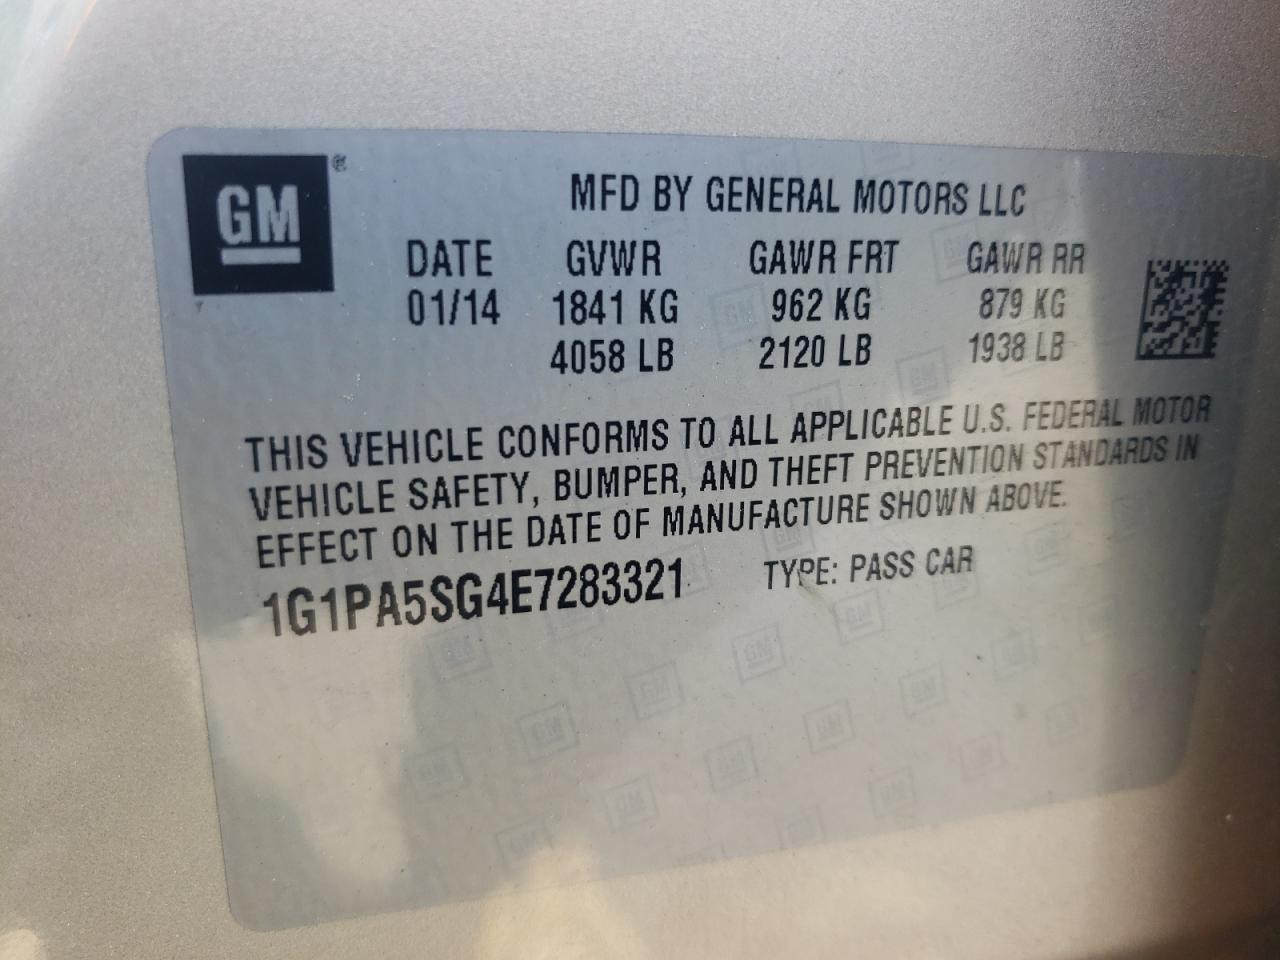 GM ®
MFD BY GENERAL MOTORS LLC
DATE GVWR GAWR FRT GAWR RR
01/14 1841 KG 962 KG 879 KG
4058 LB 2120 LB 1938 LB
THIS VEHICLE CONFORMS TO ALL APPLICABLE U.S. FEDERAL MOTOR
VEHICLE SAFETY, BUMPER, AND THEFT PREVENTION STANDARDS IN
EFFECT ON THE DATE OF MANUFACTURE SHOWN ABOVE.
1G1PA5SG4E7283321 TYPE: PASS CAR